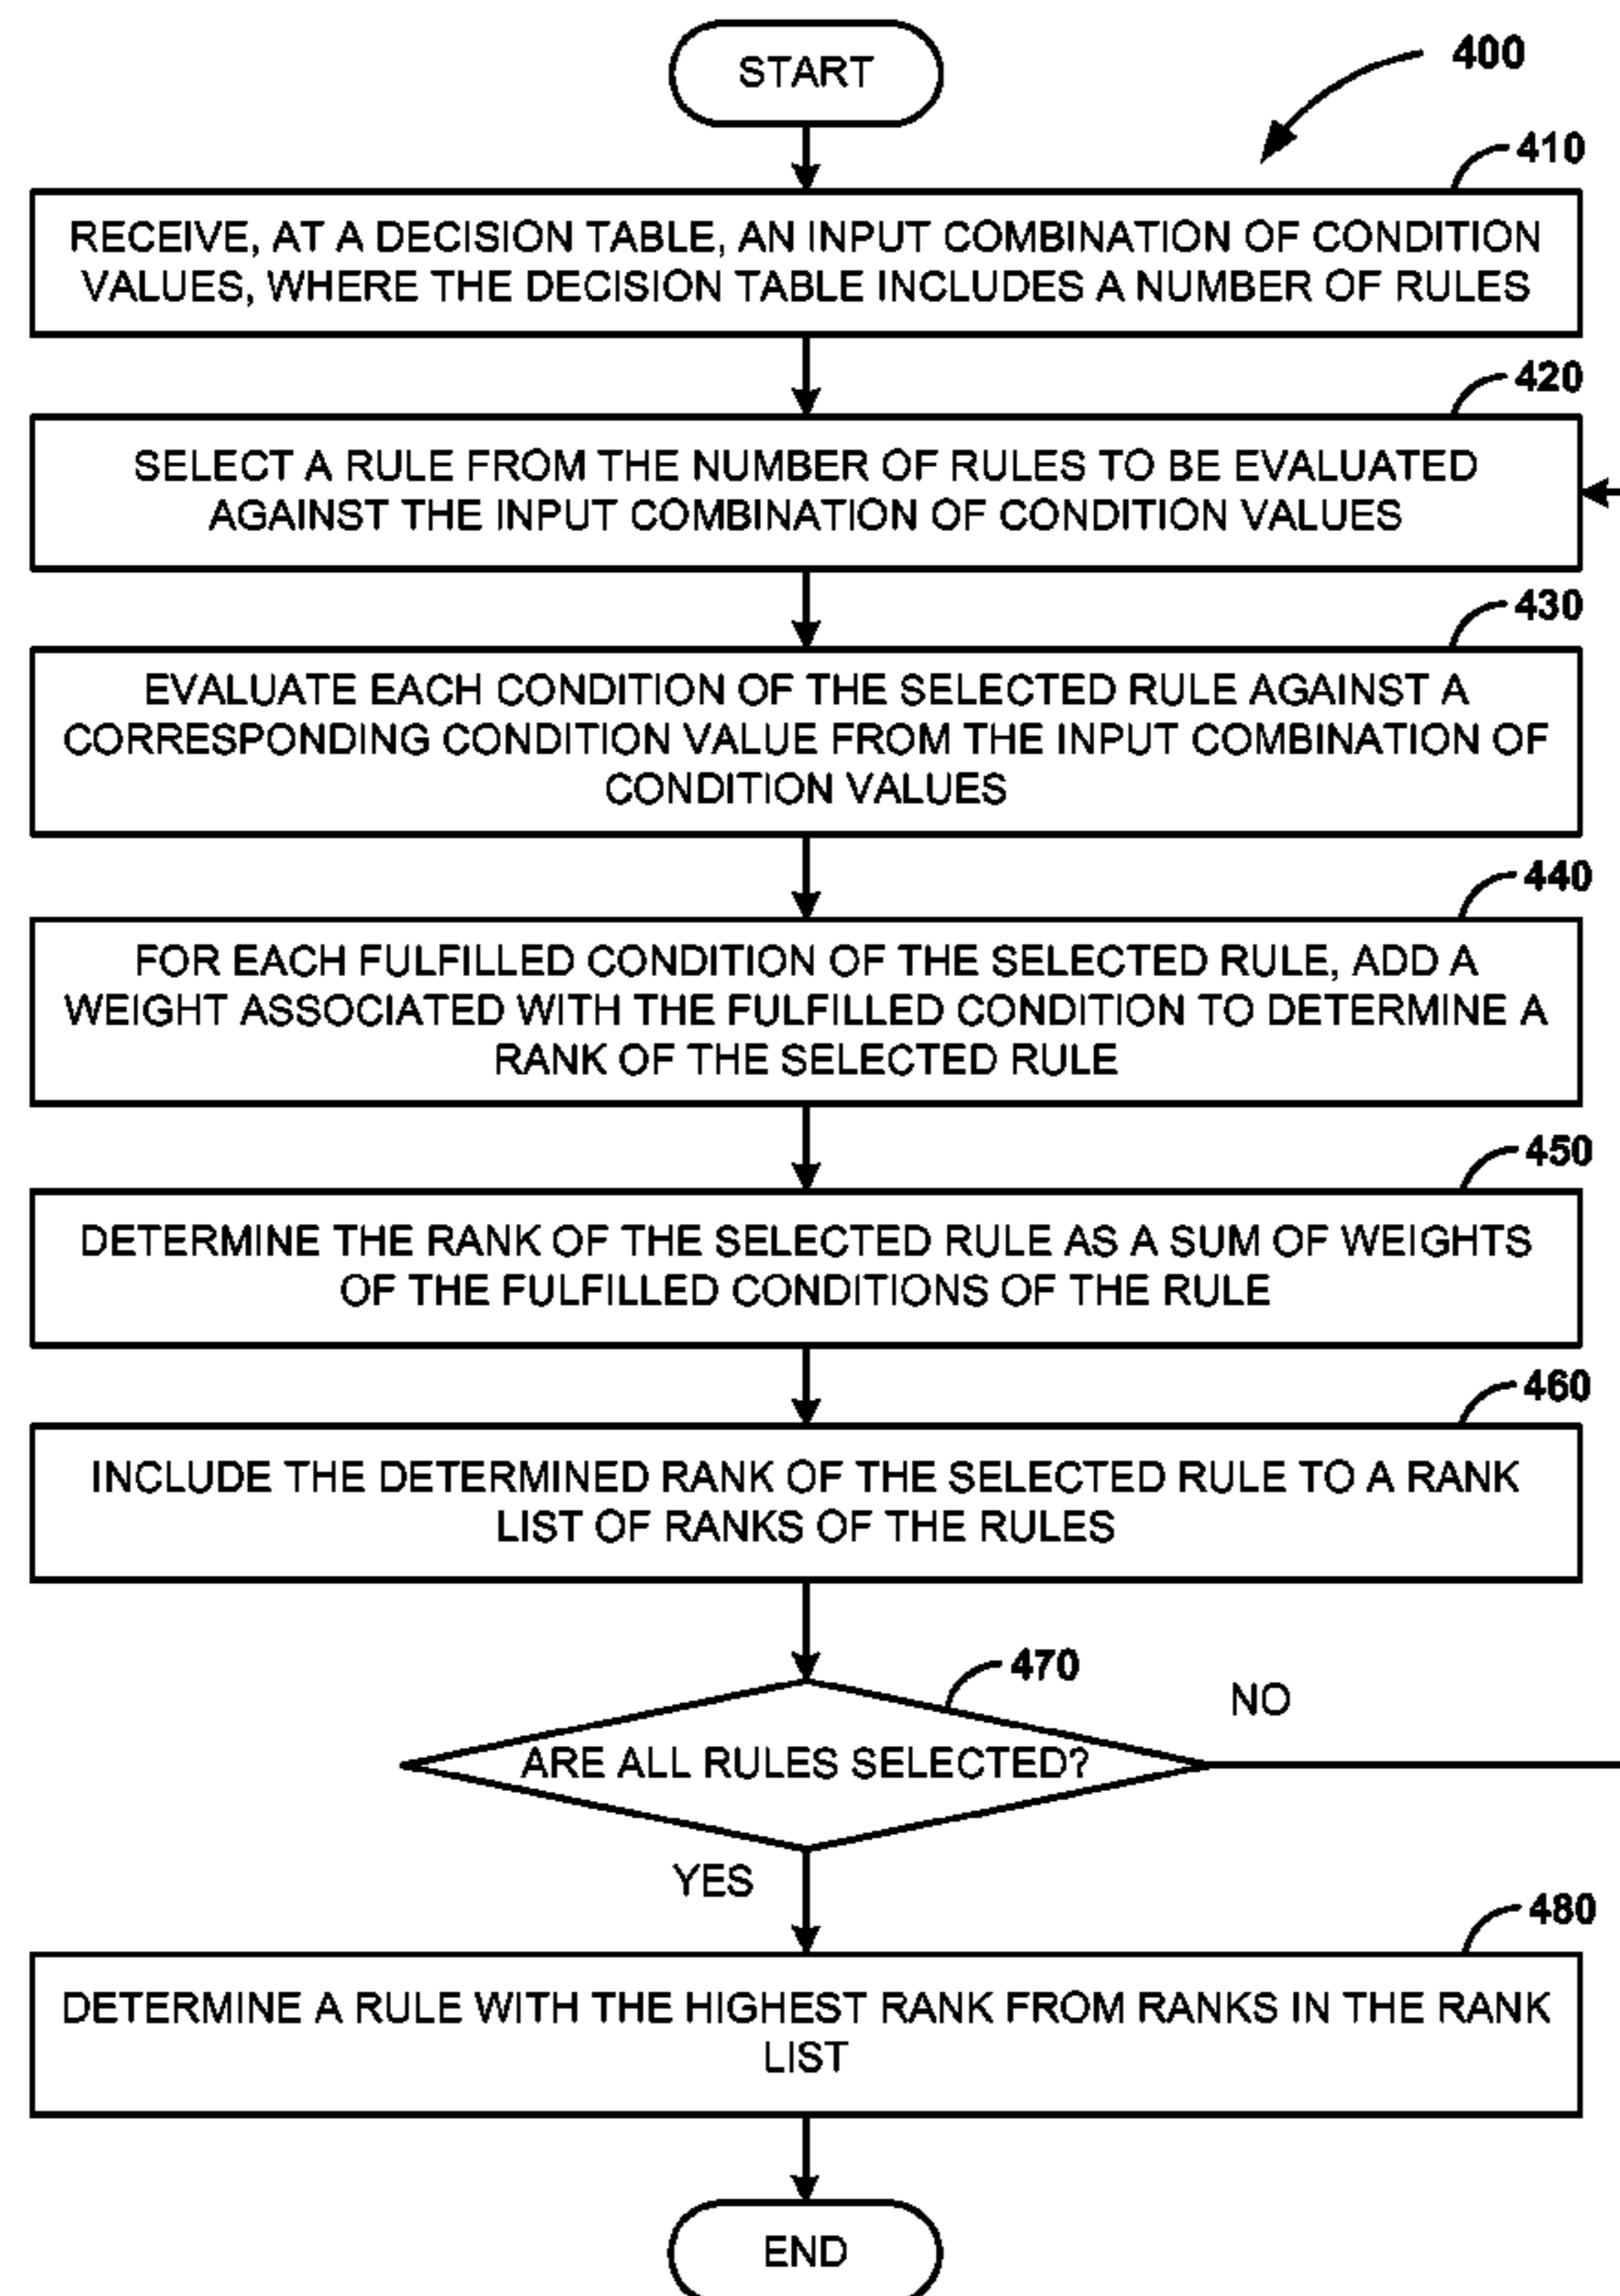 START
400
410
RECEIVE, AT A DECISION TABLE, AN INPUT COMBINATION OF CONDITION
VALUES, WHERE THE DECISION TABLE INCLUDES A NUMBER OF RULES
420
SELECT A RULE FROM THE NUMBER OF RULES TO BE EVALUATED
AGAINST THE INPUT COMBINATION OF CONDITION VALUES
430
EVALUATE EACH CONDITION OF THE SELECTED RULE AGAINST A
CORRESPONDING CONDITION VALUE FROM THE INPUT COMBINATION OF
CONDITION VALUES
440
FOR EACH FULFILLED CONDITION OF THE SELECTED RULE, ADD A
WEIGHT ASSOCIATED WITH THE FULFILLED CONDITION TO DETERMINE A
RANK OF THE SELECTED RULE
450
DETERMINE THE RANK OF THE SELECTED RULE AS A SUM OF WEIGHTS
OF THE FULFILLED CONDITIONS OF THE RULE
460
INCLUDE THE DETERMINED RANK OF THE SELECTED RULE TO A RANK
LIST OF RANKS OF THE RULES
470
NO
ARE ALL RULES SELECTED?
YES
480
DETERMINE A RULE WITH THE HIGHEST RANK FROM RANKS IN THE RANK
LIST
END